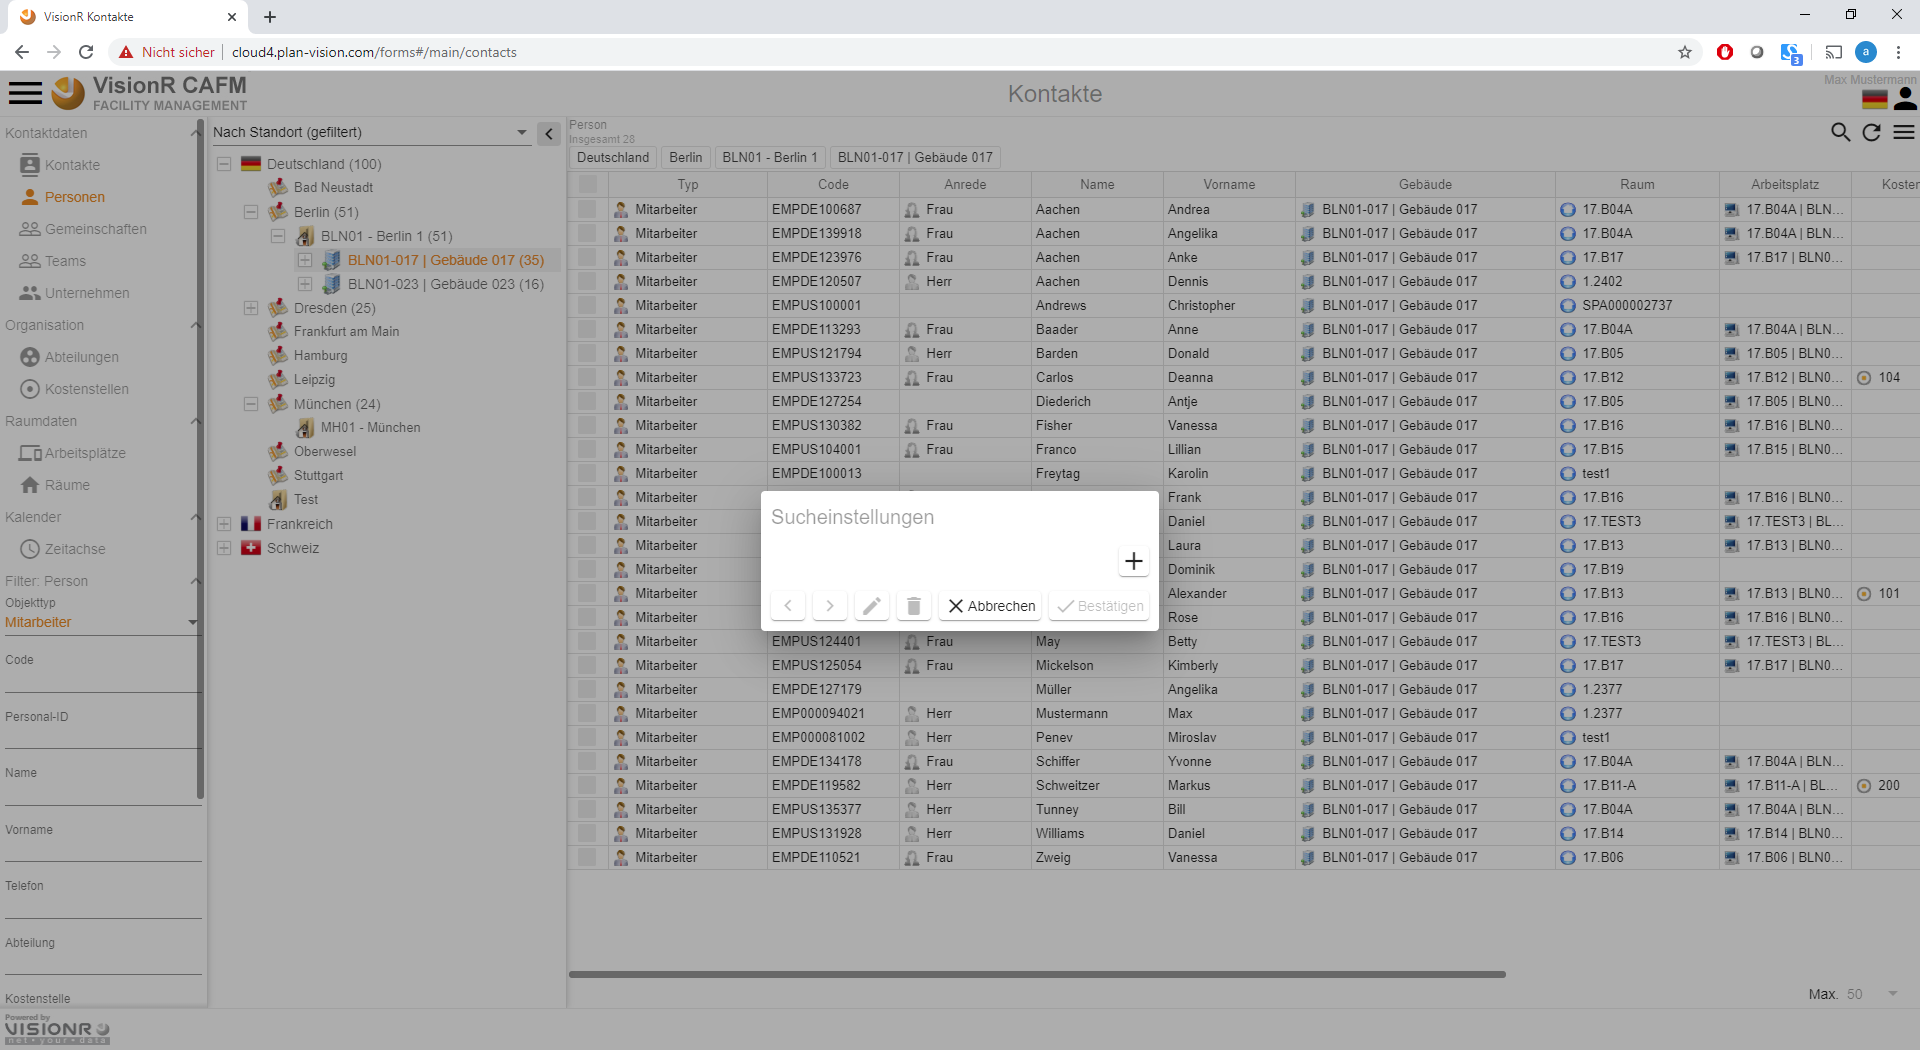 VisionR Kontakte
Nicht sicher
cloud4.plan-vision.com/forms#/main/contacts
3
a
VisionR CAFM
FACILITY MANAGEMENT
Kontakte
Max Mustermann
Kontaktdaten
Kontakte
Personen
Gemeinschaften
Teams
Unternehmen
Organisation
Abteilungen
Kostenstellen
Raumdaten
Arbeitsplätze
Räume
Kalender
Zeitachse
Filter: Person
Objekttyp
Mitarbeiter
Code
Personal-ID
Name
Vorname
Telefon
Abteilung
Kostenstelle
Nach Standort (gefiltert)
Deutschland (100)
Bad Neustadt
Berlin (51)
BLN01 - Berlin 1 (51)
BLN01-017 | Gebäude 017 (35)
BLN01-023 | Gebäude 023 (16)
Dresden (25)
Frankfurt am Main
Hamburg
Leipzig
München (24)
MH01 - München
Oberwesel
Stuttgart
Test
Frankreich
Schweiz
Person
Insgesamt 28
Deutschland Berlin BLN01 - Berlin 1 BLN01-017 | Gebäude 017
Typ Code Anrede Name Vorname Gebäude Raum Arbeitsplatz Koster
Mitarbeiter EMPDE100687 Frau Aachen Andrea BLN01-017 | Gebäude 017 17.B04A 17.B04A | BLN...
Mitarbeiter EMPDE139918 Frau Aachen Angelika BLN01-017 | Gebäude 017 17.B04A 17.B04A | BLN...
Mitarbeiter EMPDE123976 Frau Aachen Anke BLN01-017 | Gebäude 017 17.B17 17.B17 | BLN0...
Mitarbeiter EMPDE120507 Herr Aachen Dennis BLN01-017 | Gebäude 017 1.2402
Mitarbeiter EMPUS100001 Andrews Christopher BLN01-017 | Gebäude 017 SPA000002737
Mitarbeiter EMPDE113293 Frau Baader Anne BLN01-017 | Gebäude 017 17.B04A 17.B04A | BLN...
Mitarbeiter EMPUS121794 Herr Barden Donald BLN01-017 | Gebäude 017 17.B05 17.B05 | BLN0...
Mitarbeiter EMPUS133723 Frau Carlos Deanna BLN01-017 | Gebäude 017 17.B12 17.B12 | BLN0... 104
Mitarbeiter EMPDE127254 Diederich Antje BLN01-017 | Gebäude 017 17.B05 17.B05 | BLN0...
Mitarbeiter EMPUS130382 Frau Fisher Vanessa BLN01-017 | Gebäude 017 17.B16 17.B16 | BLN0...
Mitarbeiter EMPUS104001 Frau Franco Lillian BLN01-017 | Gebäude 017 17.B15 17.B15 | BLN0...
Mitarbeiter EMPDE100013 Freytag Karolin BLN01-017 | Gebäude 017 test1
Mitarbeiter Frank BLN01-017 | Gebäude 017 17.B16 17.B16 | BLN0...
Mitarbeiter Daniel BLN01-017 | Gebäude 017 17.TEST3 17.TEST3 | BL...
Mitarbeiter Laura BLN01-017 | Gebäude 017 17.B13 17.B13 | BLN0...
Mitarbeiter Dominik BLN01-017 | Gebäude 017 17.B19
Mitarbeiter Alexander BLN01-017 | Gebäude 017 17.B13 17.B13 | BLN0... 101
Mitarbeiter Rose BLN01-017 | Gebäude 017 17.B16 17.B16 | BLN0...
Mitarbeiter EMPUS124401 Frau May Betty BLN01-017 | Gebäude 017 17.TEST3 17.TEST3 | BL...
Mitarbeiter EMPUS125054 Frau Mickelson Kimberly BLN01-017 | Gebäude 017 17.B17 17.B17 | BLN0...
Mitarbeiter EMPDE127179 Müller Angelika BLN01-017 | Gebäude 017 1.2377
Mitarbeiter EMP000094021 Herr Mustermann Max BLN01-017 | Gebäude 017 1.2377
Mitarbeiter EMP000081002 Herr Penev Miroslav BLN01-017 | Gebäude 017 test1
Mitarbeiter EMPDE134178 Frau Schiffer Yvonne BLN01-017 | Gebäude 017 17.B04A 17.B04A | BLN...
Mitarbeiter EMPDE119582 Herr Schweitzer Markus BLN01-017 | Gebäude 017 17.B11-A 17.B11-A | BL... 200
Mitarbeiter EMPUS135377 Herr Tunney Bill BLN01-017 | Gebäude 017 17.B04A 17.B04A | BLN...
Mitarbeiter EMPUS131928 Herr Williams Daniel BLN01-017 | Gebäude 017 17.B14 17.B14 | BLN0...
Mitarbeiter EMPDE110521 Frau Zweig Vanessa BLN01-017 | Gebäude 017 17.B06 17.B06 | BLN0...
Sucheinstellungen
Abbrechen
Bestätigen
Max. 50
Powered by
VISIONR
net • your • data